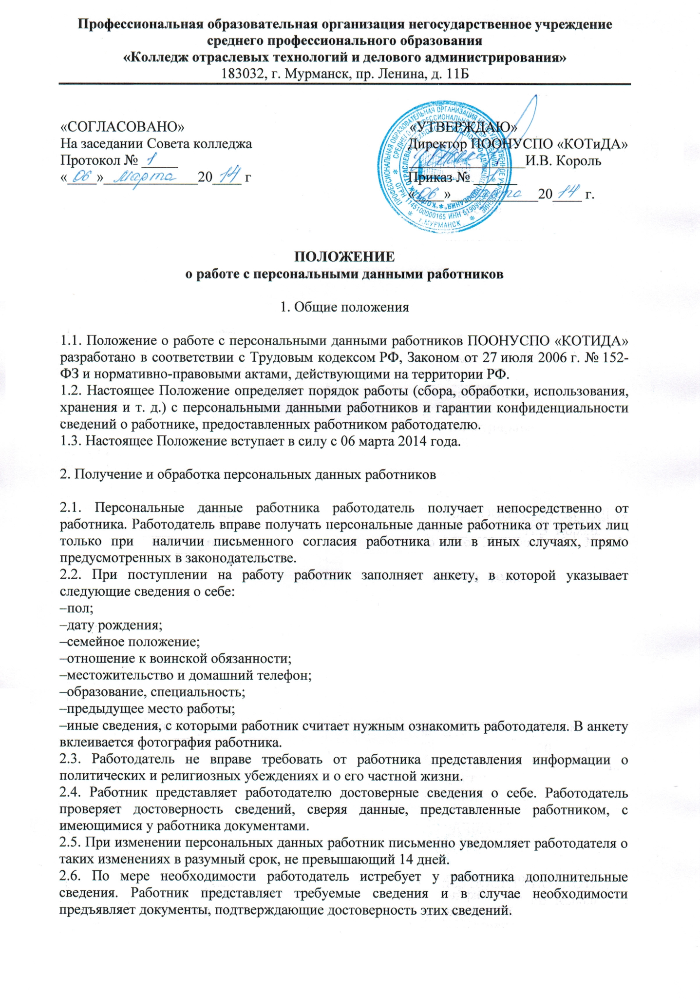 Профессиональная образовательная организация негосударственное учреждение
среднего профессионального образования
«Колледж отраслевых технологий и делового администрирования»
183032, г. Мурманск, пр. Ленина, д. 11Б
«СОГЛАСОВАНО»
На заседании Совета колледжа
Протокол № 1
«06» марта 2014 г
«УТВЕРЖДАЮ»
Директор ПООНУСПО «КОТиДА»
И.В. Король
Приказ № 1
«06» марта 2014 г.
ПРОФЕССИОНАЛЬНАЯ ОБРАЗОВАТЕЛЬНАЯ ОРГАНИЗАЦИЯ НЕГОСУДАРСТВЕННОЕ УЧРЕЖДЕНИЕ
СРЕДНЕГО ПРОФЕССИОНАЛЬНОГО ОБРАЗОВАНИЯ
ОГРН 1145100000165 ИНН 5190996
г. МУРМАНСК
ПОЛОЖЕНИЕ
о работе с персональными данными работников
1. Общие положения
1.1. Положение о работе с персональными данными работников ПООНУСПО «КОТИДА»
разработано в соответствии с Трудовым кодексом РФ, Законом от 27 июля 2006 г. № 152-
ФЗ и нормативно-правовыми актами, действующими на территории РФ.
1.2. Настоящее Положение определяет порядок работы (сбора, обработки, использования,
хранения и т. д.) с персональными данными работников и гарантии конфиденциальности
сведений о работнике, предоставленных работником работодателю.
1.3. Настоящее Положение вступает в силу с 06 марта 2014 года.
2. Получение и обработка персональных данных работников
2.1. Персональные данные работника работодатель получает непосредственно от
работника. Работодатель вправе получать персональные данные работника от третьих лиц
только при наличии письменного согласия работника или в иных случаях, прямо
предусмотренных в законодательстве.
2.2. При поступлении на работу работник заполняет анкету, в которой указывает
следующие сведения о себе:
–пол;
–дату рождения;
–семейное положение;
–отношение к воинской обязанности;
–местожительство и домашний телефон;
–образование, специальность;
–предыдущее место работы;
–иные сведения, с которыми работник считает нужным ознакомить работодателя. В анкету
вклеивается фотография работника.
2.3. Работодатель не вправе требовать от работника представления информации о
политических и религиозных убеждениях и о его частной жизни.
2.4. Работник представляет работодателю достоверные сведения о себе. Работодатель
проверяет достоверность сведений, сверяя данные, представленные работником, с
имеющимися у работника документами.
2.5. При изменении персональных данных работник письменно уведомляет работодателя о
таких изменениях в разумный срок, не превышающий 14 дней.
2.6. По мере необходимости работодатель истребует у работника дополнительные
сведения. Работник представляет требуемые сведения и в случае необходимости
предъявляет документы, подтверждающие достоверность этих сведений.